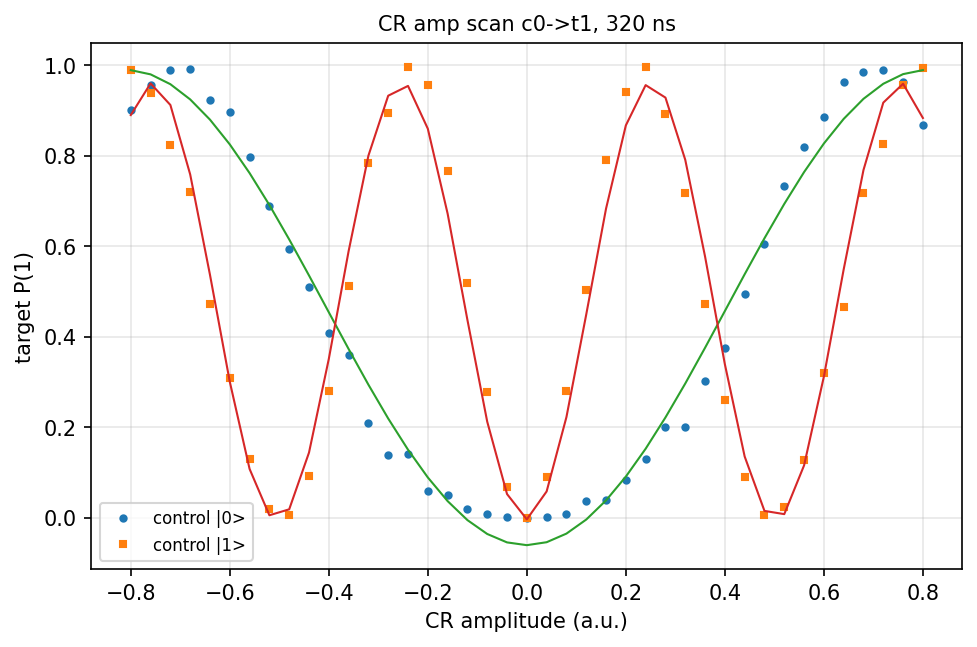 CR amp scan c0->t1, 320 ns
target P(1)
1.0
0.8
0.6
0.4
0.2
0.0
control |0>
control |1>
−0.8 −0.6 −0.4 −0.2 0.0 0.2 0.4 0.6 0.8
CR amplitude (a.u.)